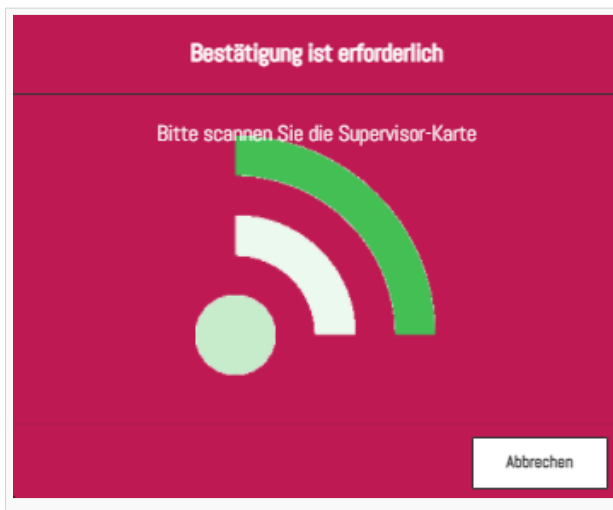 Bestätigung ist erforderlich
Bitte scannen Sie die Supervisor-Karte
Abbrechen